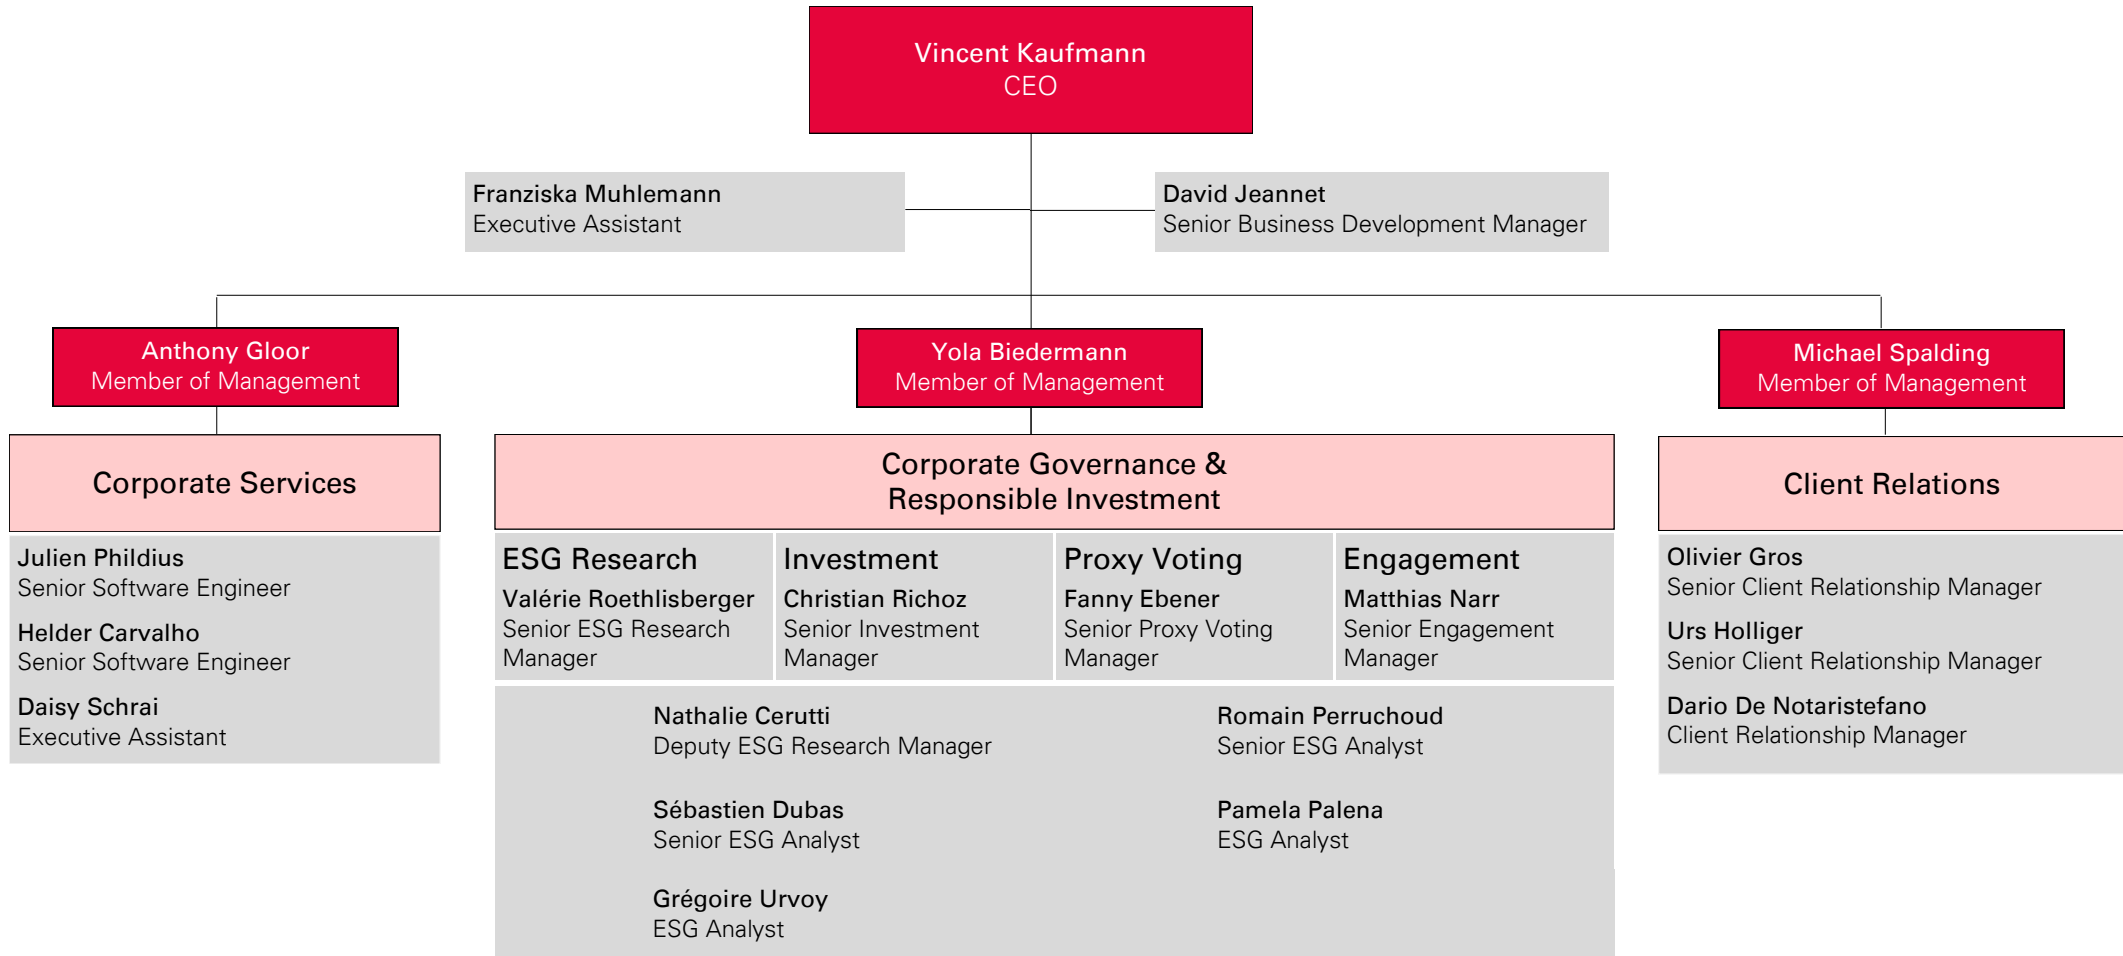 Vincent Kaufmann
CEO
Franziska Muhlemann
Executive Assistant
David Jeannet
Senior Business Development Manager
Anthony Gloor
Member of Management
Yola Biedermann
Member of Management
Michael Spalding
Member of Management
Corporate Services
Julien Phildius
Senior Software Engineer
Helder Carvalho
Senior Software Engineer
Daisy Schrai
Executive Assistant
Corporate Governance &
Responsible Investment
ESG Research
Valérie Roethlisberger
Senior ESG Research
Manager
Investment
Christian Richoz
Senior Investment
Manager
Proxy Voting
Fanny Ebener
Senior Proxy Voting
Manager
Engagement
Matthias Narr
Senior Engagement
Manager
Nathalie Cerutti
Deputy ESG Research Manager
Sébastien Dubas
Senior ESG Analyst
Grégoire Urvoy
ESG Analyst
Romain Perruchoud
Senior ESG Analyst
Pamela Palena
ESG Analyst
Client Relations
Olivier Gros
Senior Client Relationship Manager
Urs Holliger
Senior Client Relationship Manager
Dario De Notaristefano
Client Relationship Manager